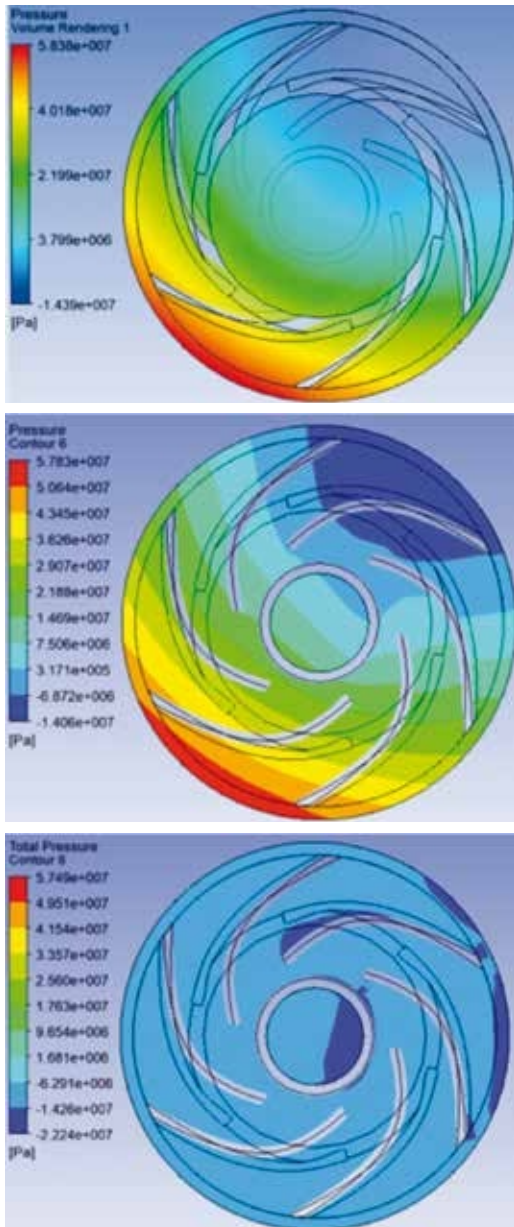 Pressure
Volume Rendering 1
5.838e+007
4.018e+007
2.199e+007
3.799e+006
-1.439e+007
[Pa]
Pressure
Contour 6
5.783e+007
5.064e+007
4.345e+007
3.626e+007
2.907e+007
2.188e+007
1.469e+007
7.506e+006
3.171e+005
-6.872e+006
-1.406e+007
[Pa]
Total Pressure
Contour 8
5.749e+007
4.951e+007
4.154e+007
3.357e+007
2.560e+007
1.763e+007
9.654e+006
1.681e+006
-6.291e+006
-1.426e+007
-2.224e+007
[Pa]